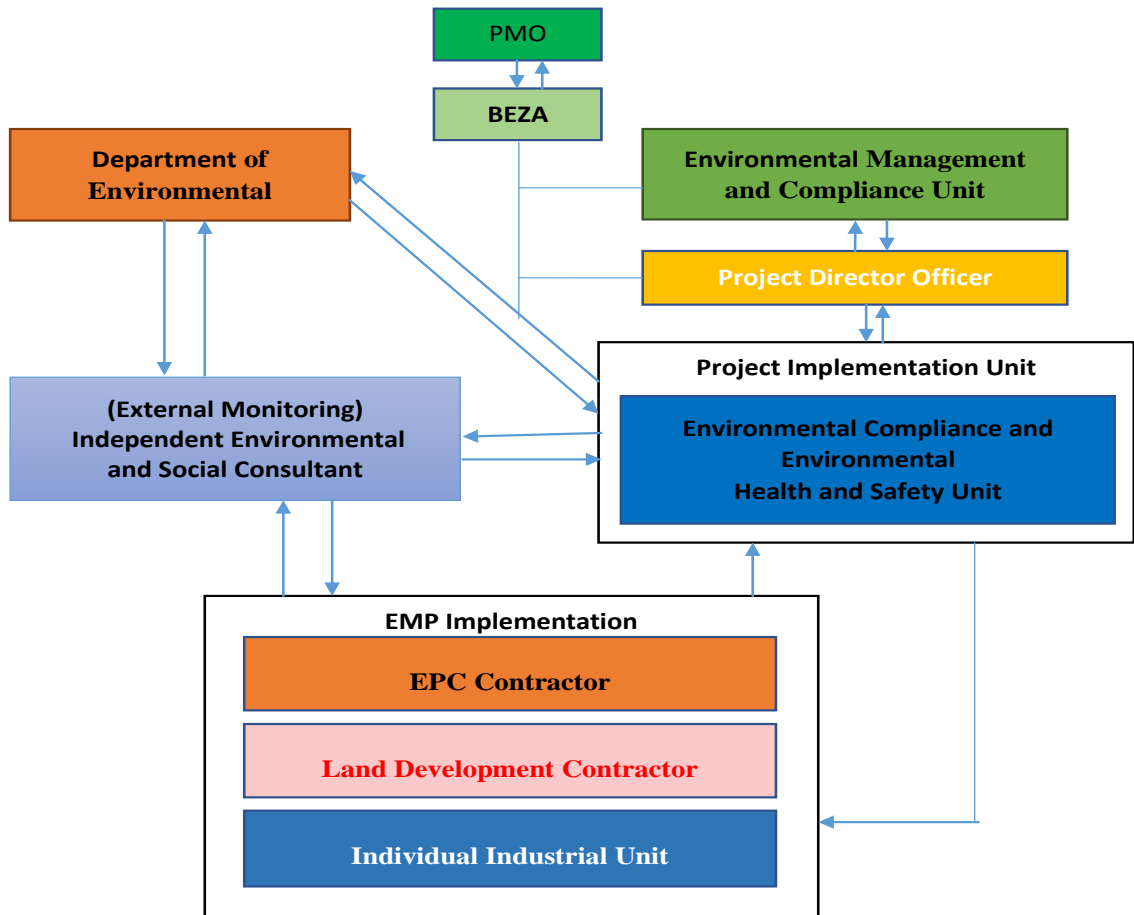 PMO
BEZA
Department of
Environmental
Environmental Management
and Compliance Unit
Project Director Officer
Project Implementation Unit
Environmental Compliance and
Environmental
Health and Safety Unit
(External Monitoring)
Independent Environmental
and Social Consultant
EMP Implementation
EPC Contractor
Land Development Contractor
Individual Industrial Unit